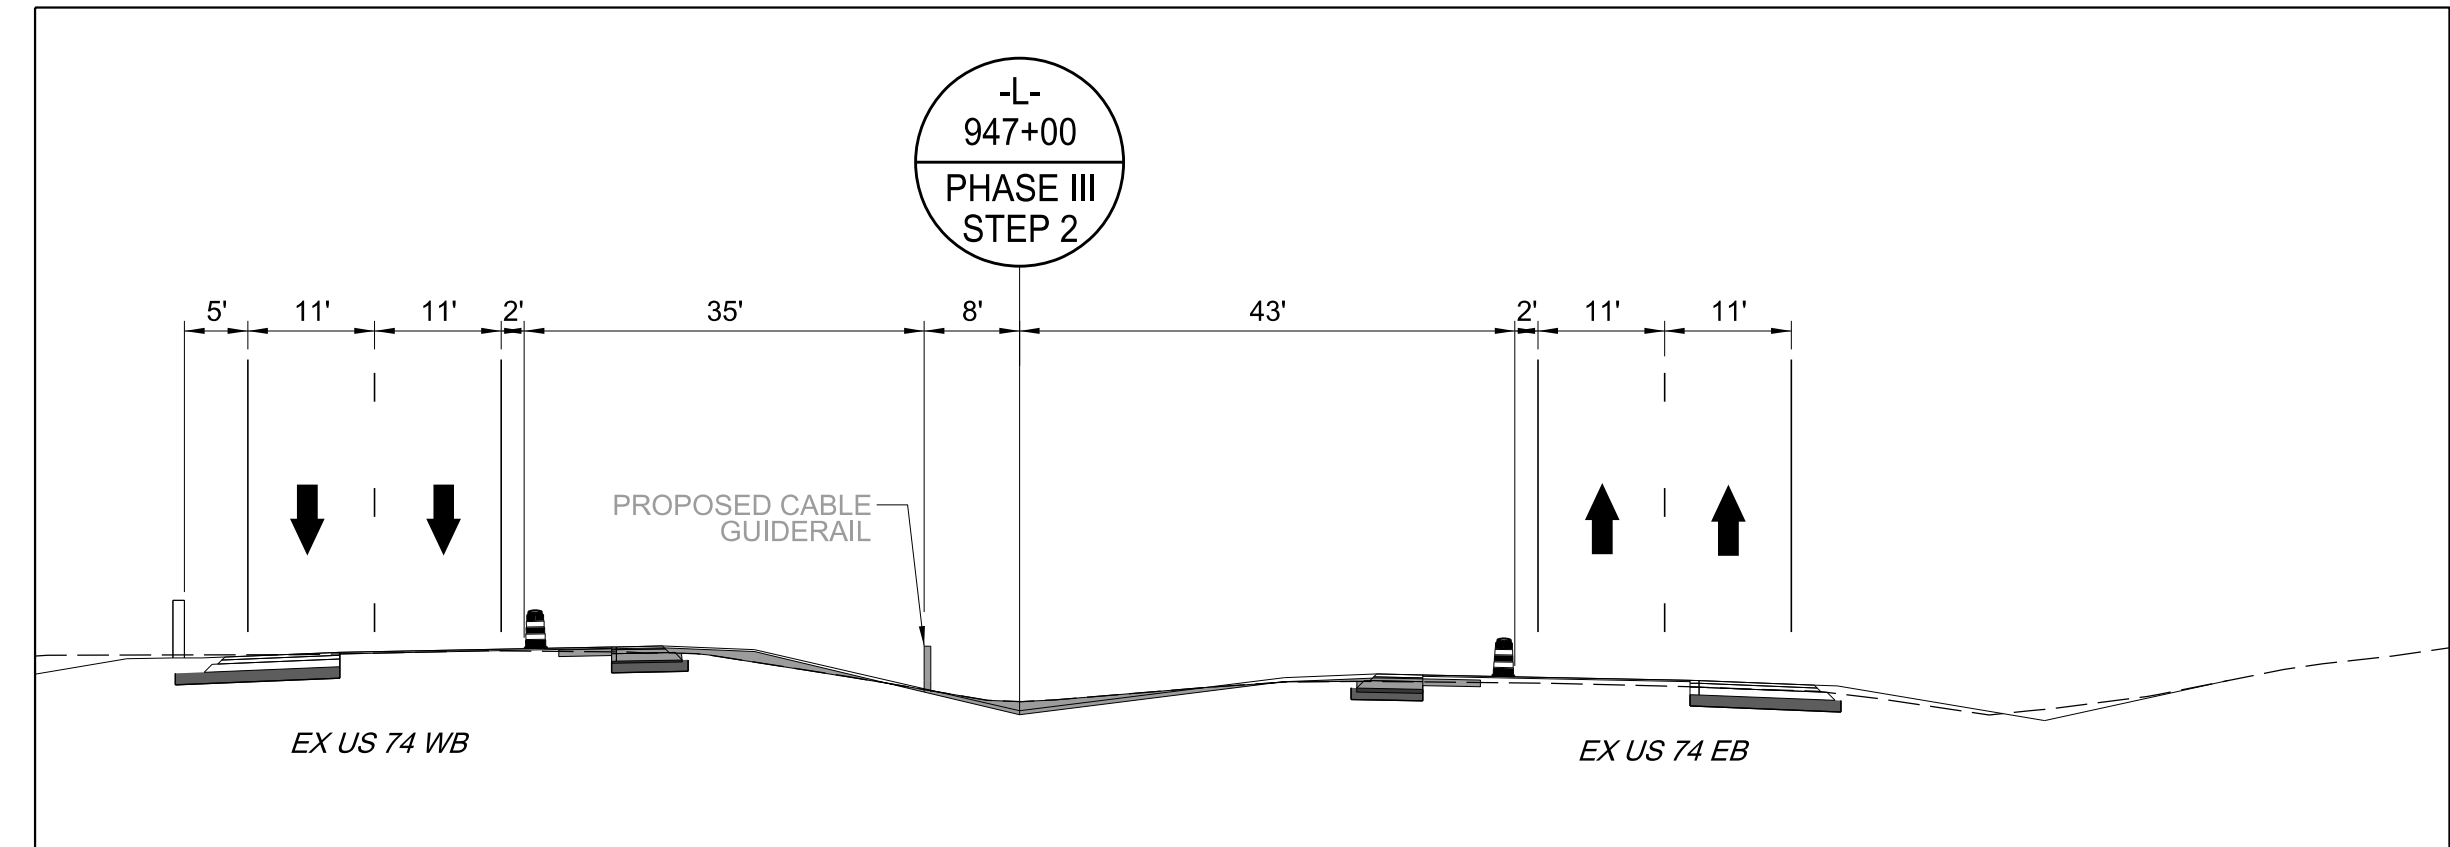 -L-
947+00
PHASE III
STEP 2
5' 11' 11' 2' 35' 8' 43' 2' 11' 11'
PROPOSED CABLE
GUIDERAIL
EX US 74 WB
EX US 74 EB